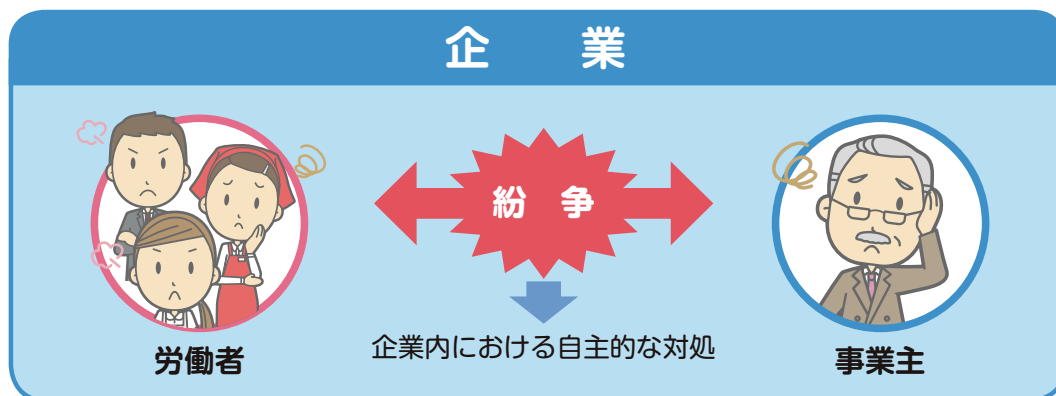 企　業
紛　争
企業内における自主的な対処
労働者
事業主